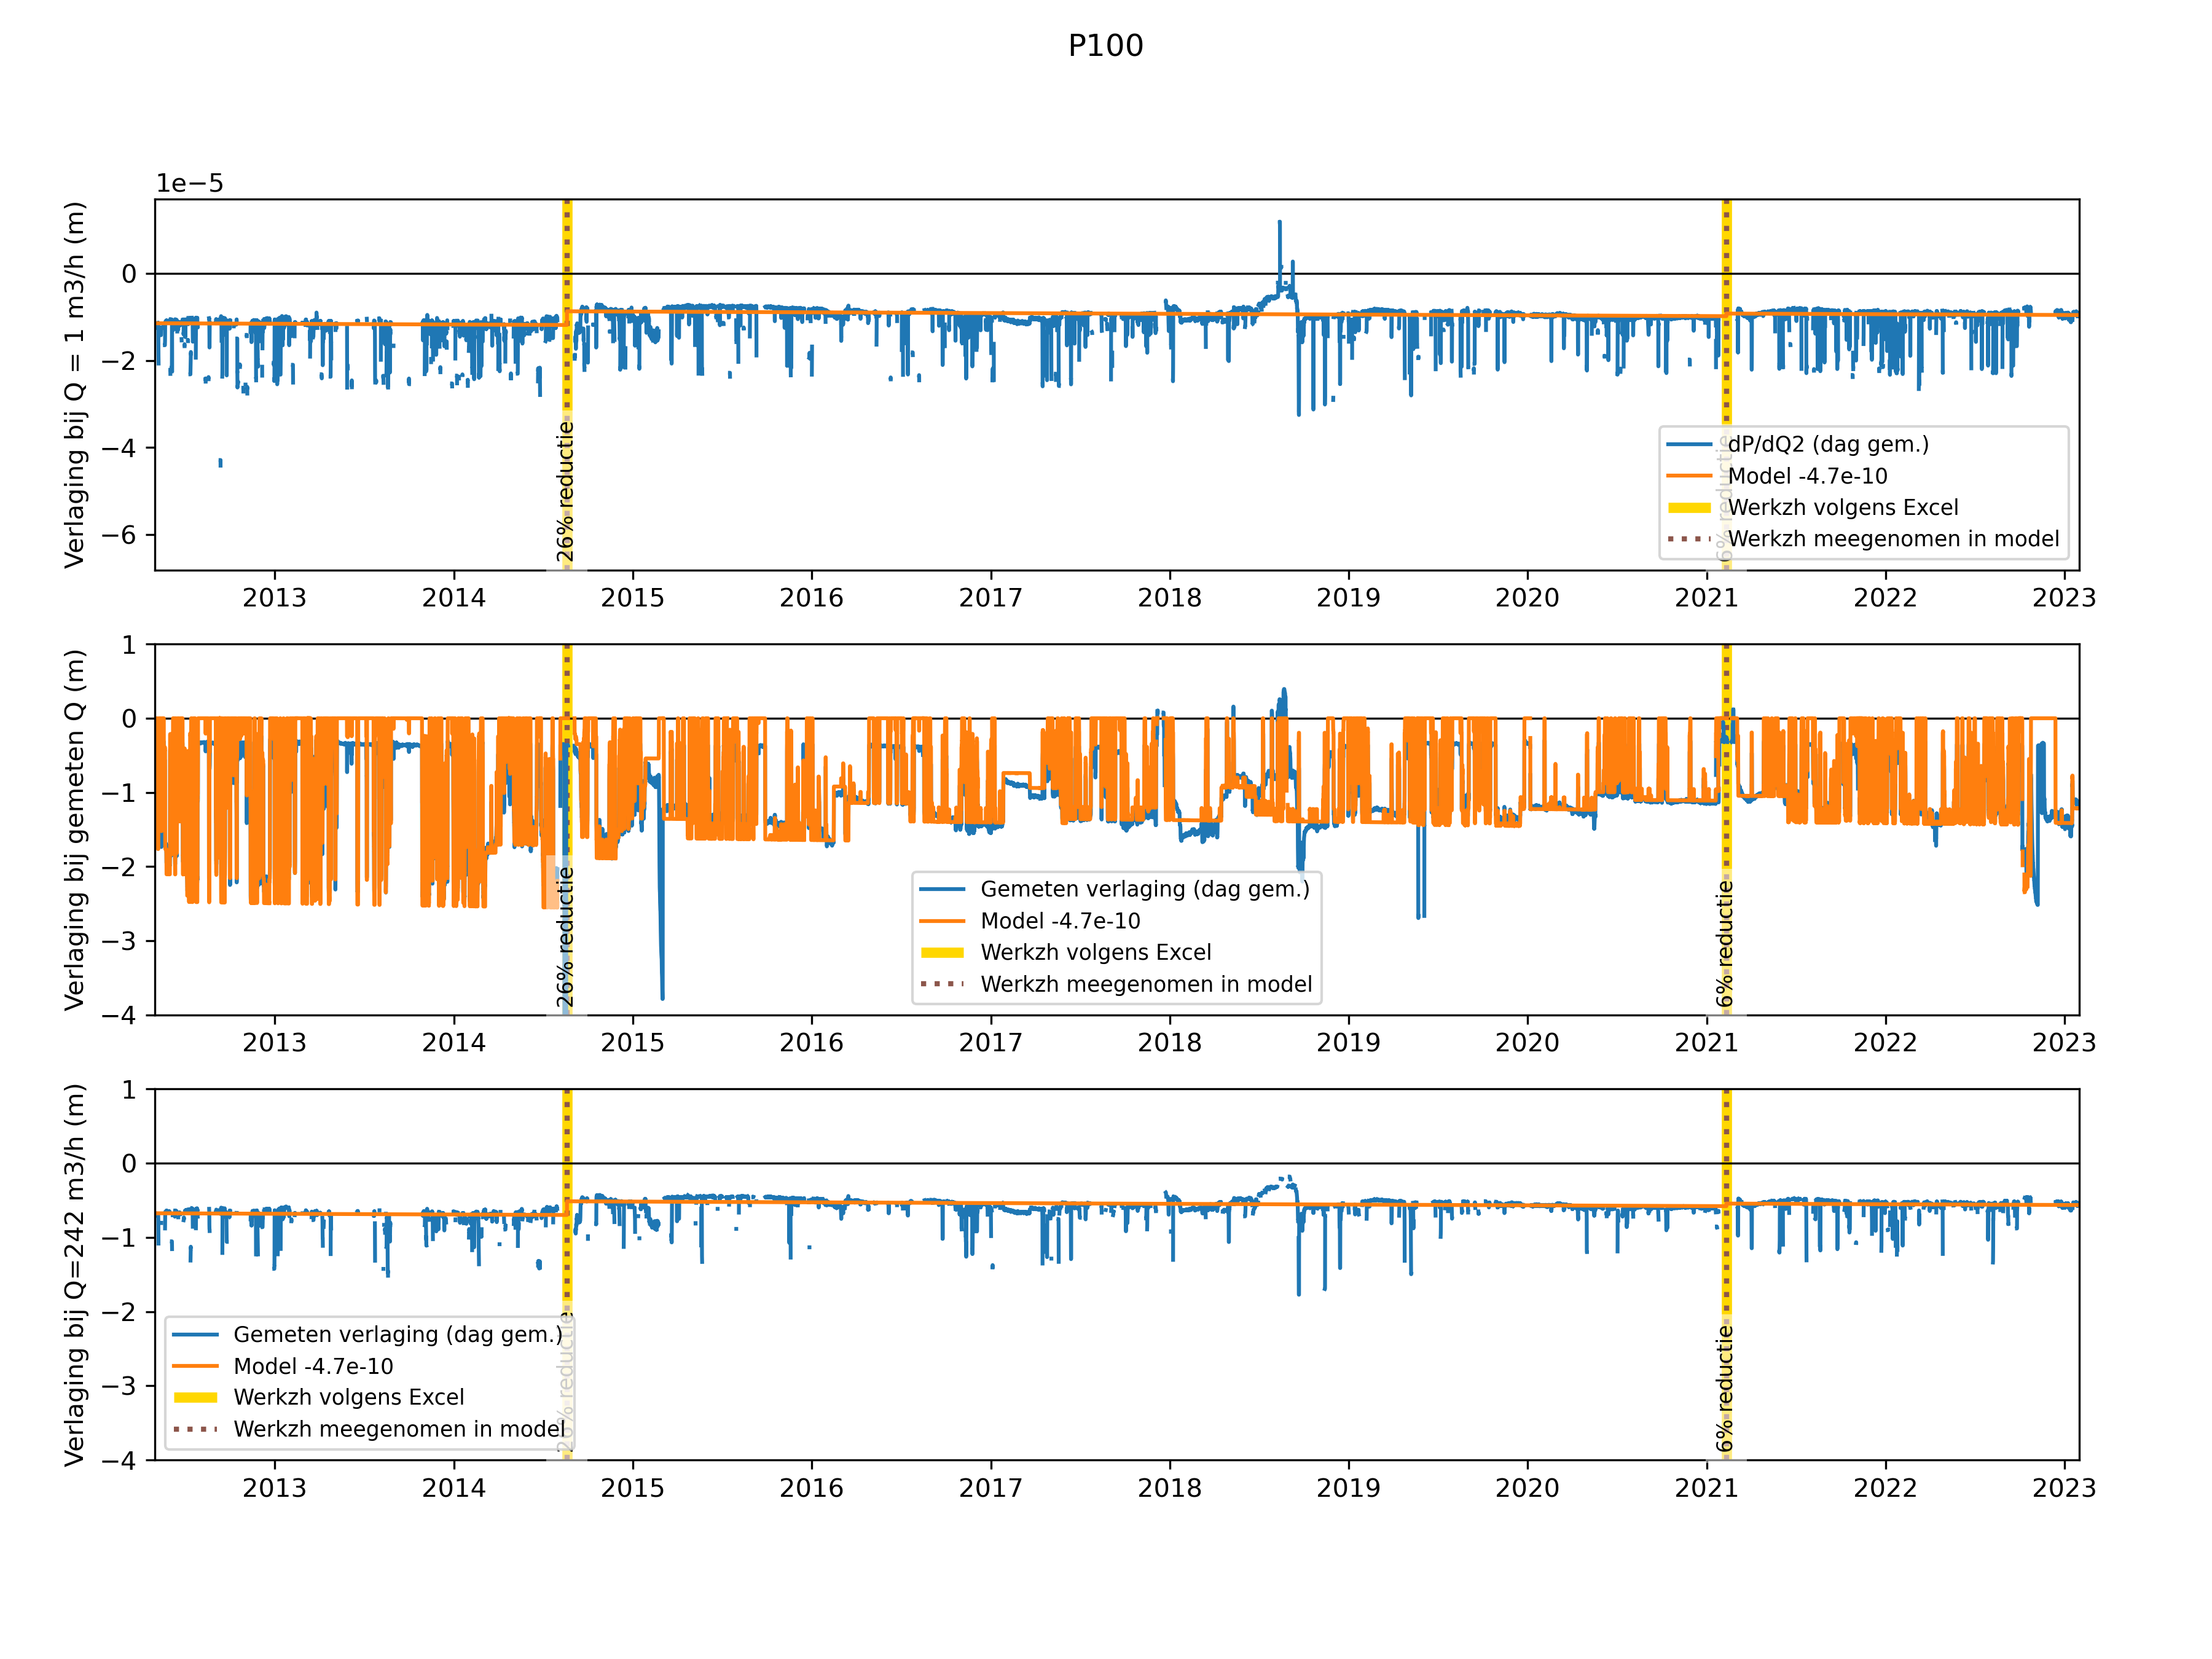 P100
1e−5
Verlaging bij Q = 1 m3/h (m)
0
−2
−4
−6
26% reductie
6% reductie
dP/dQ2 (dag gem.)
Model -4.7e-10
Werkzh volgens Excel
Werkzh meegenomen in model
2013 2014 2015 2016 2017 2018 2019 2020 2021 2022 2023
Verlaging bij gemeten Q (m)
1
0
−1
−2
−3
−4
26% reductie
6% reductie
Gemeten verlaging (dag gem.)
Model -4.7e-10
Werkzh volgens Excel
Werkzh meegenomen in model
2013 2014 2015 2016 2017 2018 2019 2020 2021 2022 2023
Verlaging bij Q=242 m3/h (m)
1
0
−1
−2
−3
−4
26% reductie
6% reductie
Gemeten verlaging (dag gem.)
Model -4.7e-10
Werkzh volgens Excel
Werkzh meegenomen in model
2013 2014 2015 2016 2017 2018 2019 2020 2021 2022 2023